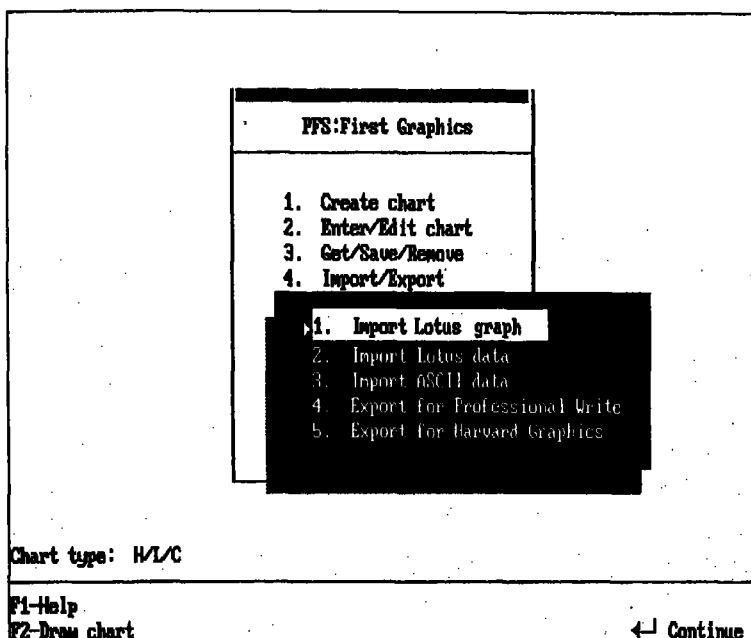 PFS:First Graphics
1. Create chart
2. Enter/Edit chart
3. Get/Save/Remove
4. Import/Export
1. Import Lotus graph
2. Import Lotus data
3. Import ASCII data
4. Export for Professional Write
5. Export for Harvard Graphics
Chart type: H/L/C
F1-Help
F2-Draw chart
↵ Continue